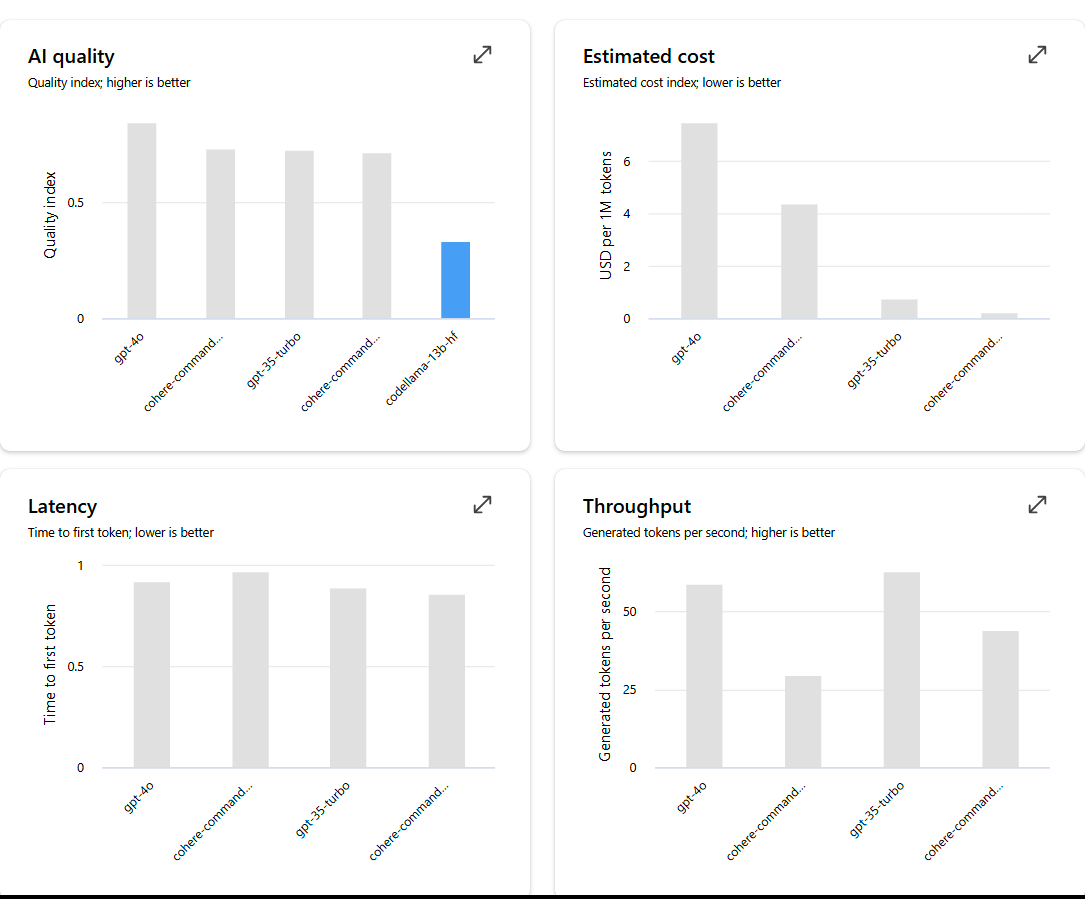 AI quality
Quality index; higher is better
Quality index
0.5
0
gpt-4o
cohere-command...
gpt-35-turbo
cohere-command...
codellama-13b-hf
Estimated cost
Estimated cost index; lower is better
USD per 1M tokens
6
4
2
0
gpt-4o
cohere-command...
gpt-35-turbo
cohere-command...
Latency
Time to first token; lower is better
Time to first token
1
0.5
0
gpt-4o
cohere-command...
gpt-35-turbo
cohere-command...
Throughput
Generated tokens per second; higher is better
Generated tokens per second
50
25
0
gpt-4o
cohere-command...
gpt-35-turbo
cohere-command...